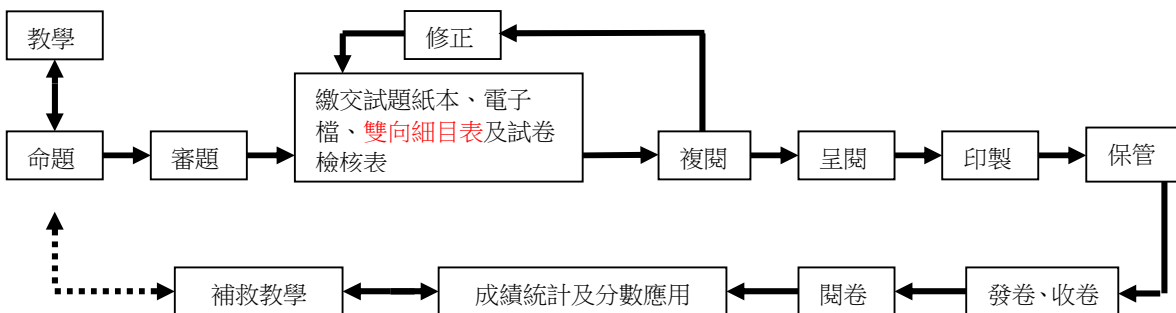 教學
修正
繳交試題紙本、電子
檔、雙向細目表及試卷
檢核表
命題
審題
複閱
呈閱
印製
保管
補救教學
成績統計及分數應用
閱卷
發卷、收卷